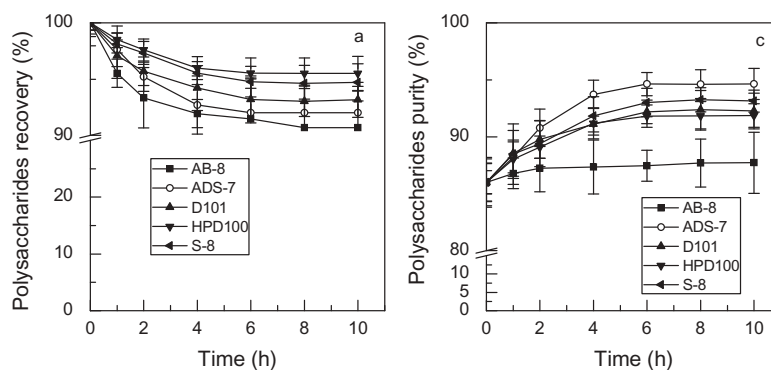 100
90
20
10
0
Polysaccharides recovery (%)
a
AB-8
ADS-7
D101
HPD100
S-8
0 2 4 6 8 10
Time (h)
100
90
80
10
5
0
Polysaccharides purity (%)
c
AB-8
ADS-7
D101
HPD100
S-8
0 2 4 6 8 10
Time (h)